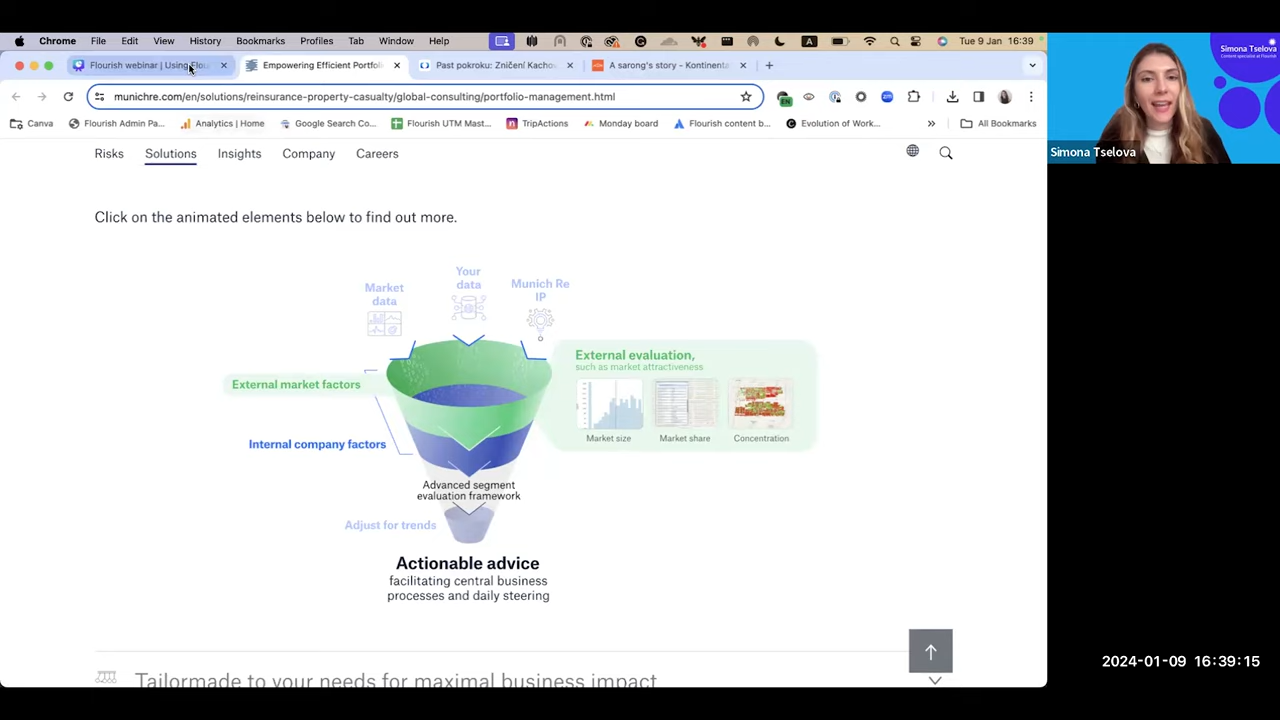 Chrome File Edit View History Bookmarks Profiles Tab Window Help A Tue 9 Jan 16:39
Flourish webinar | Using Flou
Empowering Efficient Portfoli
Past pokroku: Zničení Kachov
A sarong's story - Kontinenta
munichre.com/en/solutions/reinsurance-property-casualty/global-consulting/portfolio-management.html
EN
Canva
Flourish Admin Pa...
Analytics | Home
Google Search Co...
Flourish UTM Mast...
TripActions
Monday board
Flourish content b...
Evolution of Work...
All Bookmarks
Simona Tselova
Content specialist at Flourish
Simona Tselova
Risks Solutions Insights Company Careers
Click on the animated elements below to find out more.
Market
data
Your
data
Munich Re
IP
External market factors
Internal company factors
External evaluation,
such as market attractiveness
Market size
Market share
Concentration
Advanced segment
evaluation framework
Adjust for trends
Actionable advice
facilitating central business
processes and daily steering
Tailormade to your needs for maximal business impact
2024-01-09 16:39:15